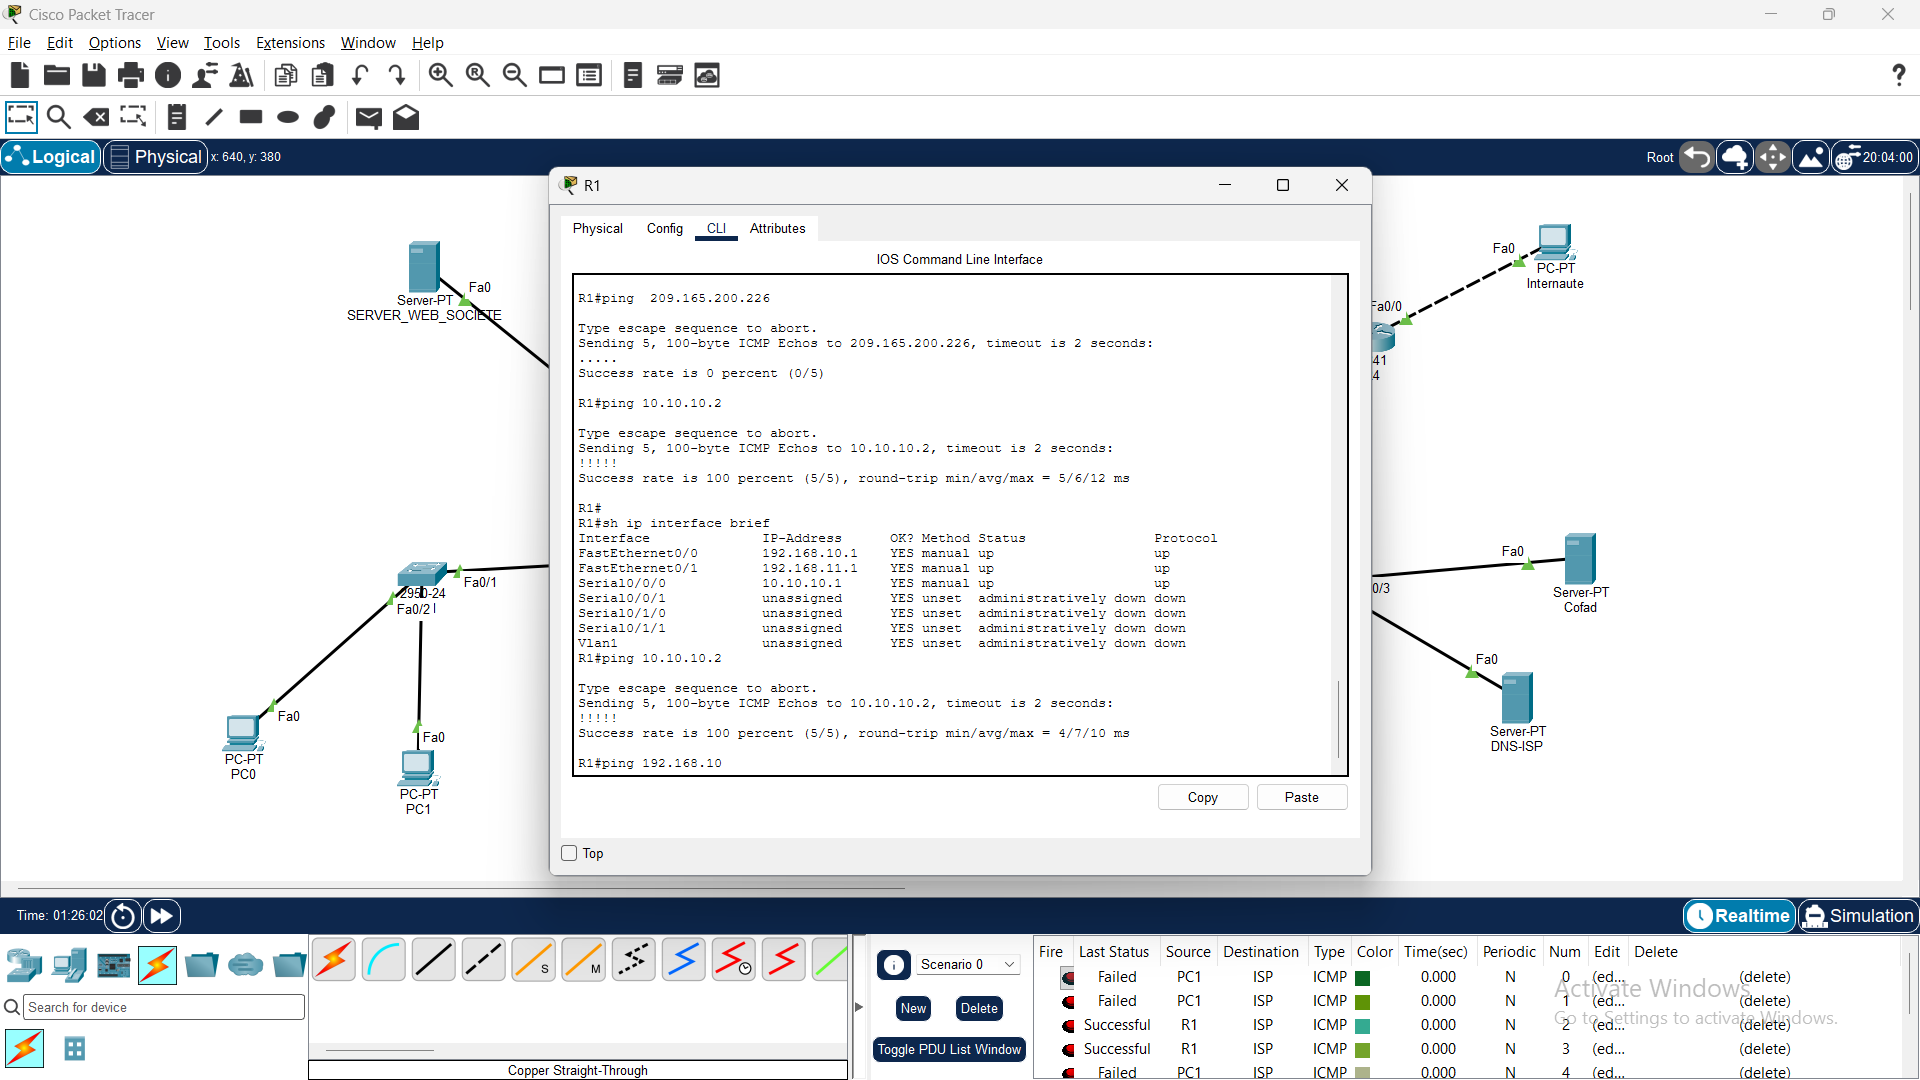 Cisco Packet Tracer
File Edit Options View Tools Extensions Window Help
Logical Physical x: 640, y: 380 Root 20:04:00
R1
Physical Config CLI Attributes
IOS Command Line Interface
R1#ping 209.165.200.226
Type escape sequence to abort.
Sending 5, 100-byte ICMP Echos to 209.165.200.226, timeout is 2 seconds:
.....
Success rate is 0 percent (0/5)
R1#ping 10.10.10.2
Type escape sequence to abort.
Sending 5, 100-byte ICMP Echos to 10.10.10.2, timeout is 2 seconds:
!!!!!
Success rate is 100 percent (5/5), round-trip min/avg/max = 5/6/12 ms
R1#
R1#sh ip interface brief
Interface IP-Address OK? Method Status Protocol
FastEthernet0/0 192.168.10.1 YES manual up up
FastEthernet0/1 192.168.11.1 YES manual up up
Serial0/0/0 10.10.10.1 YES manual up up
Serial0/0/1 unassigned YES unset administratively down down
Serial0/1/0 unassigned YES unset administratively down down
Serial0/1/1 unassigned YES unset administratively down down
Vlan1 unassigned YES unset administratively down down
R1#ping 10.10.10.2
Type escape sequence to abort.
Sending 5, 100-byte ICMP Echos to 10.10.10.2, timeout is 2 seconds:
!!!!!
Success rate is 100 percent (5/5), round-trip min/avg/max = 4/7/10 ms
R1#ping 192.168.10
Copy Paste
Top
Fa0
Server-PT
SERVER_WEB_SOCIETE
Fa0/1
2950-24
Fa0/2
Fa0
PC-PT
PC0
Fa0
PC-PT
PC1
Fa0
PC-PT
Internaute
Fa0/0
41
4
Fa0
0/3
Server-PT
Cofad
Fa0
Server-PT
DNS-ISP
Time: 01:26:02 Realtime Simulation
Search for device
S M
Copper Straight-Through
Scenario 0
New Delete
Toggle PDU List Window
Fire Last Status Source Destination Type Color Time(sec) Periodic Num Edit Delete
Failed PC1 ISP ICMP 0.000 N 0 (ed... (delete)
Failed PC1 ISP ICMP 0.000 N 1 (ed... (delete)
Successful R1 ISP ICMP 0.000 N 2 (ed... (delete)
Successful R1 ISP ICMP 0.000 N 3 (ed... (delete)
Failed PC1 ISP ICMP 0.000 N 4 (ed... (delete)
Activate Windows
Go to Settings to activate Windows.